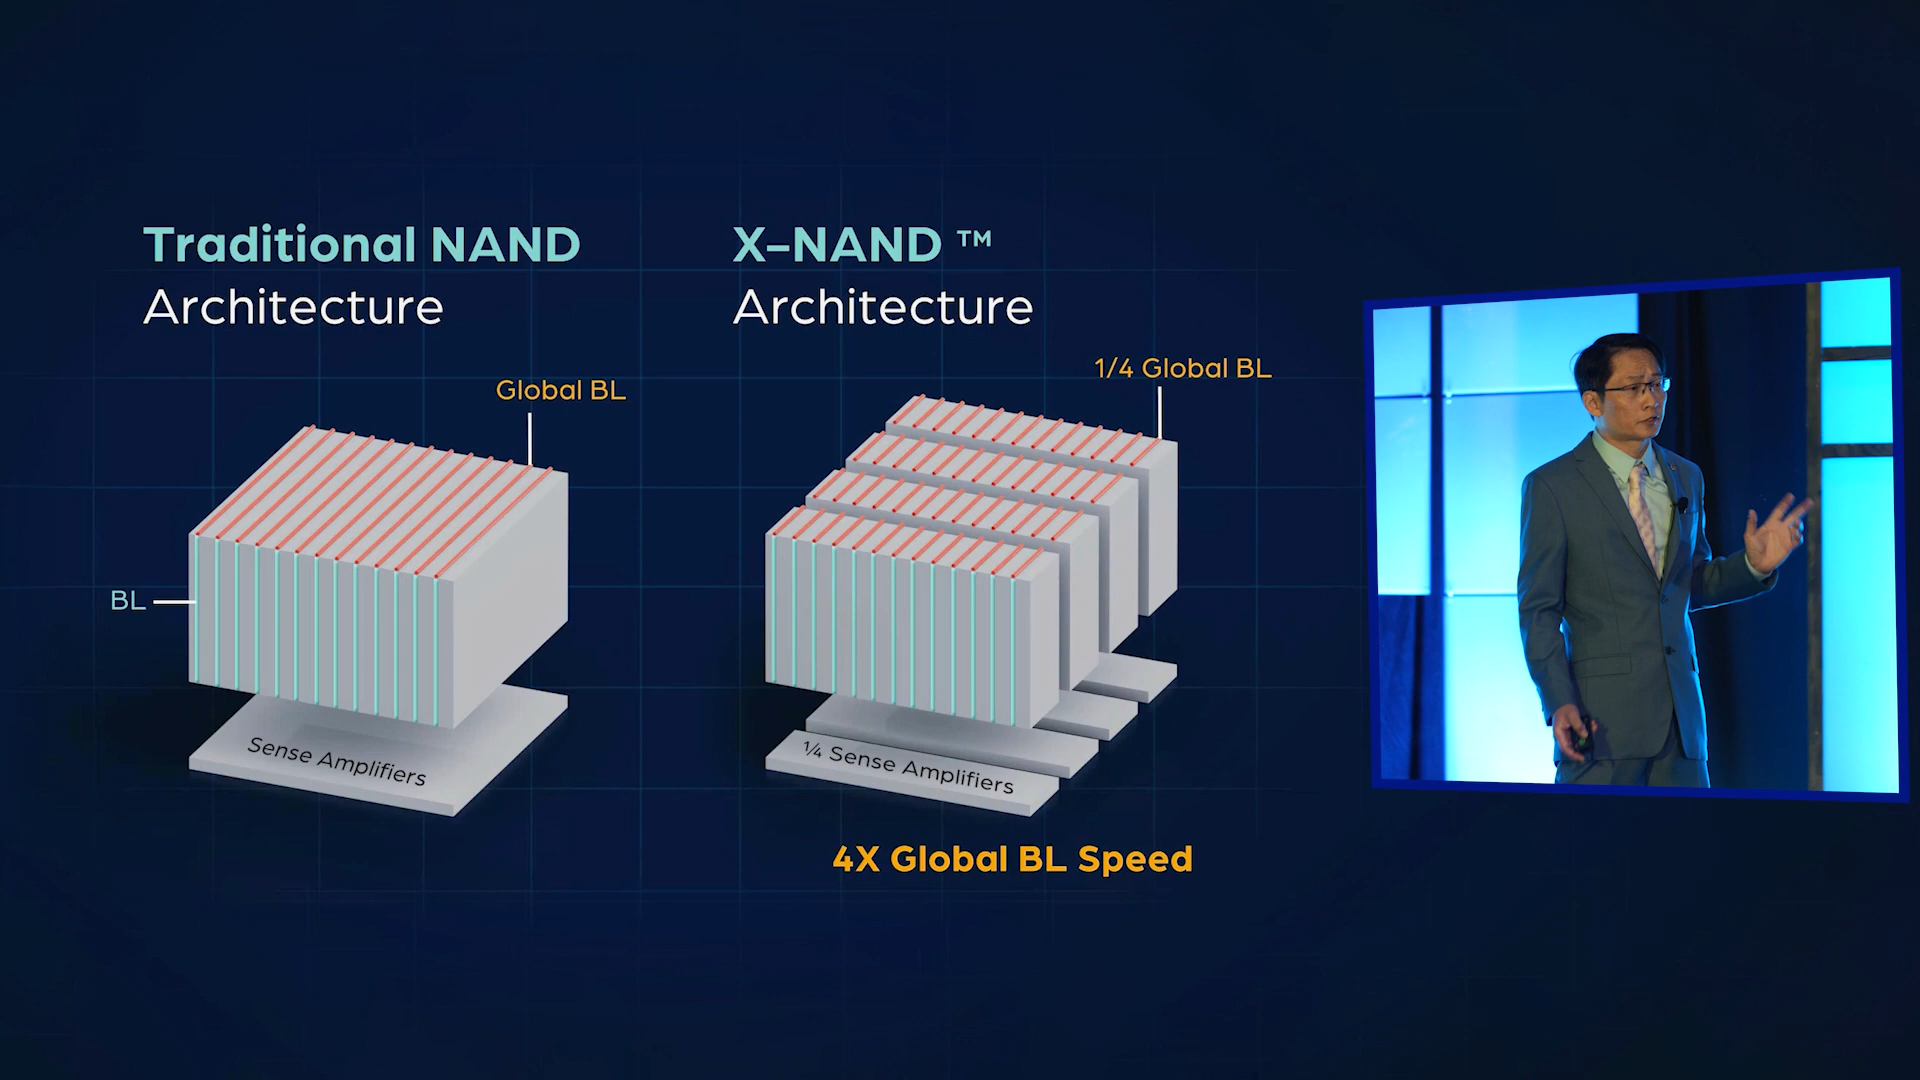 Traditional NAND
Architecture
Global BL
BL
Sense Amplifiers
X-NAND ™
Architecture
1/4 Global BL
1/4 Sense Amplifiers
4X Global BL Speed